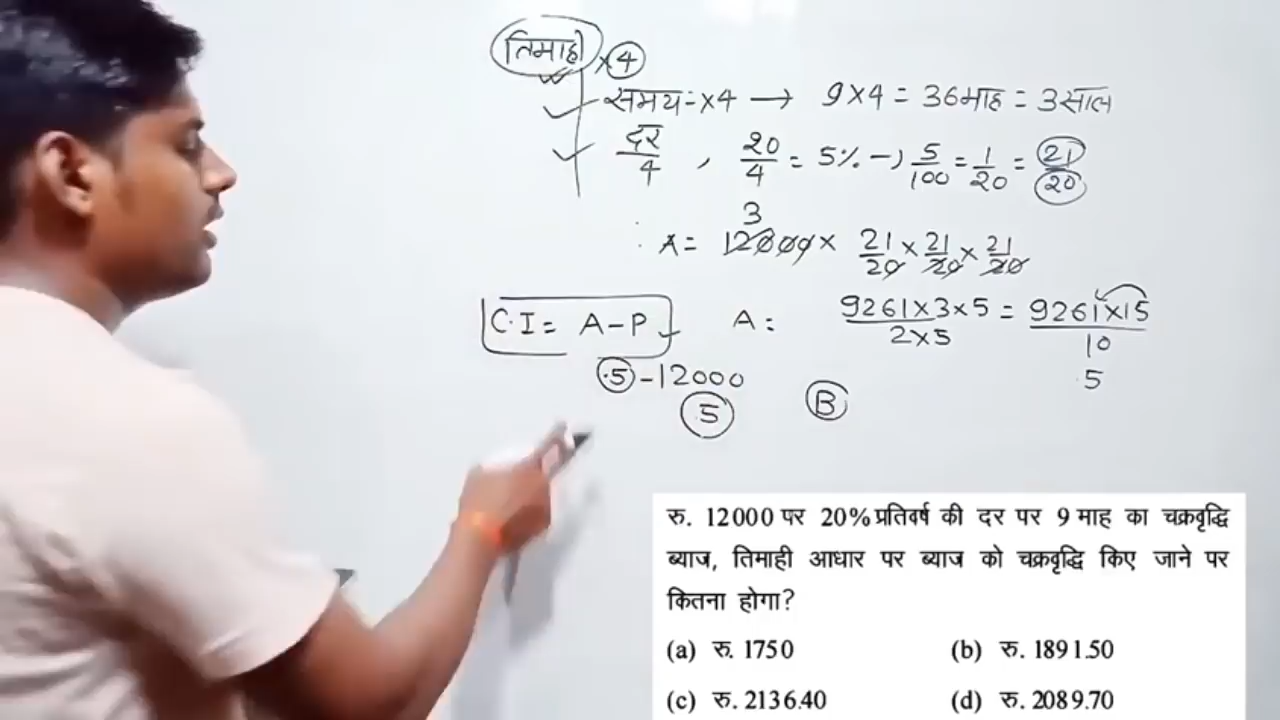 तिमाही ×4
समय = ×4 → 9×4 = 36माह = 3साल
दर/4 , 20/4 = 5% → 5/100 = 1/20 = 21/20
3
A = 12000 × 21/20 × 21/20 × 21/20
C.I = A-P A = 9261×3×5/2×5 = 9261×15/10
.5 -12000 .5
.5 B
रु. 12000 पर 20% प्रतिवर्ष की दर पर 9 माह का चक्रवृद्धि
ब्याज, तिमाही आधार पर ब्याज को चक्रवृद्धि किए जाने पर
कितना होगा?
(a) रु. 1750 (b) रु. 1891.50
(c) रु. 2136.40 (d) रु. 2089.70